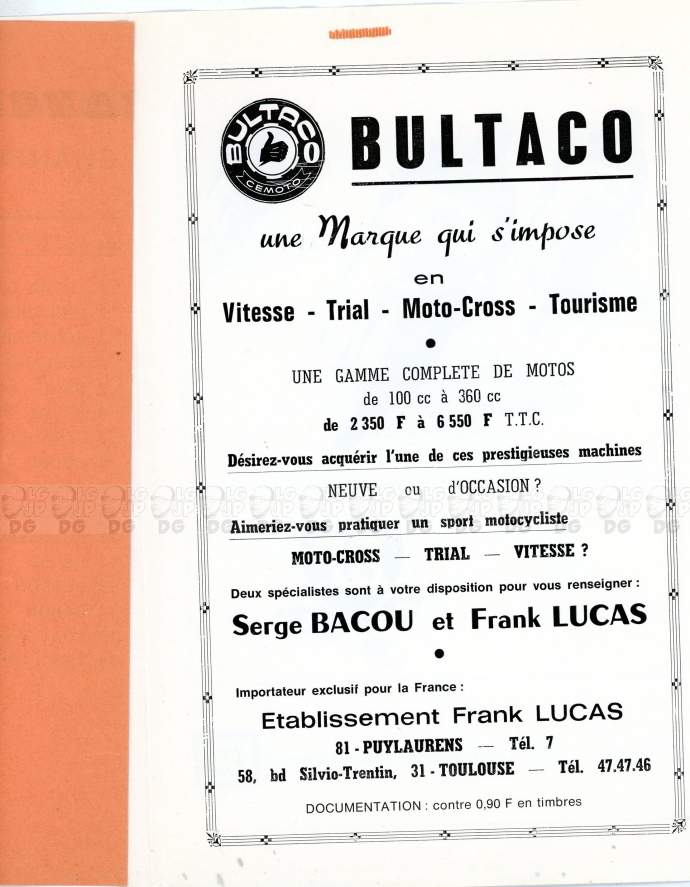 BULTACO
CEMOTO
BULTACO
une Marque qui s'impose
en
Vitesse - Trial - Moto-Cross - Tourisme
UNE GAMME COMPLETE DE MOTOS
de 100 cc à 360 cc
de 2 350 F à 6 550 F T.T.C.
Désirez-vous acquérir l'une de ces prestigieuses machines
NEUVE ou d'OCCASION ?
Aimeriez-vous pratiquer un sport motocycliste
MOTO-CROSS — TRIAL — VITESSE ?
Deux spécialistes sont à votre disposition pour vous renseigner :
Serge BACOU et Frank LUCAS
Importateur exclusif pour la France :
Etablissement Frank LUCAS
81 - PUYLAURENS — Tél. 7
58, bd Silvio-Trentin, 31 - TOULOUSE — Tél. 47.47.46
DOCUMENTATION : contre 0,90 F en timbres